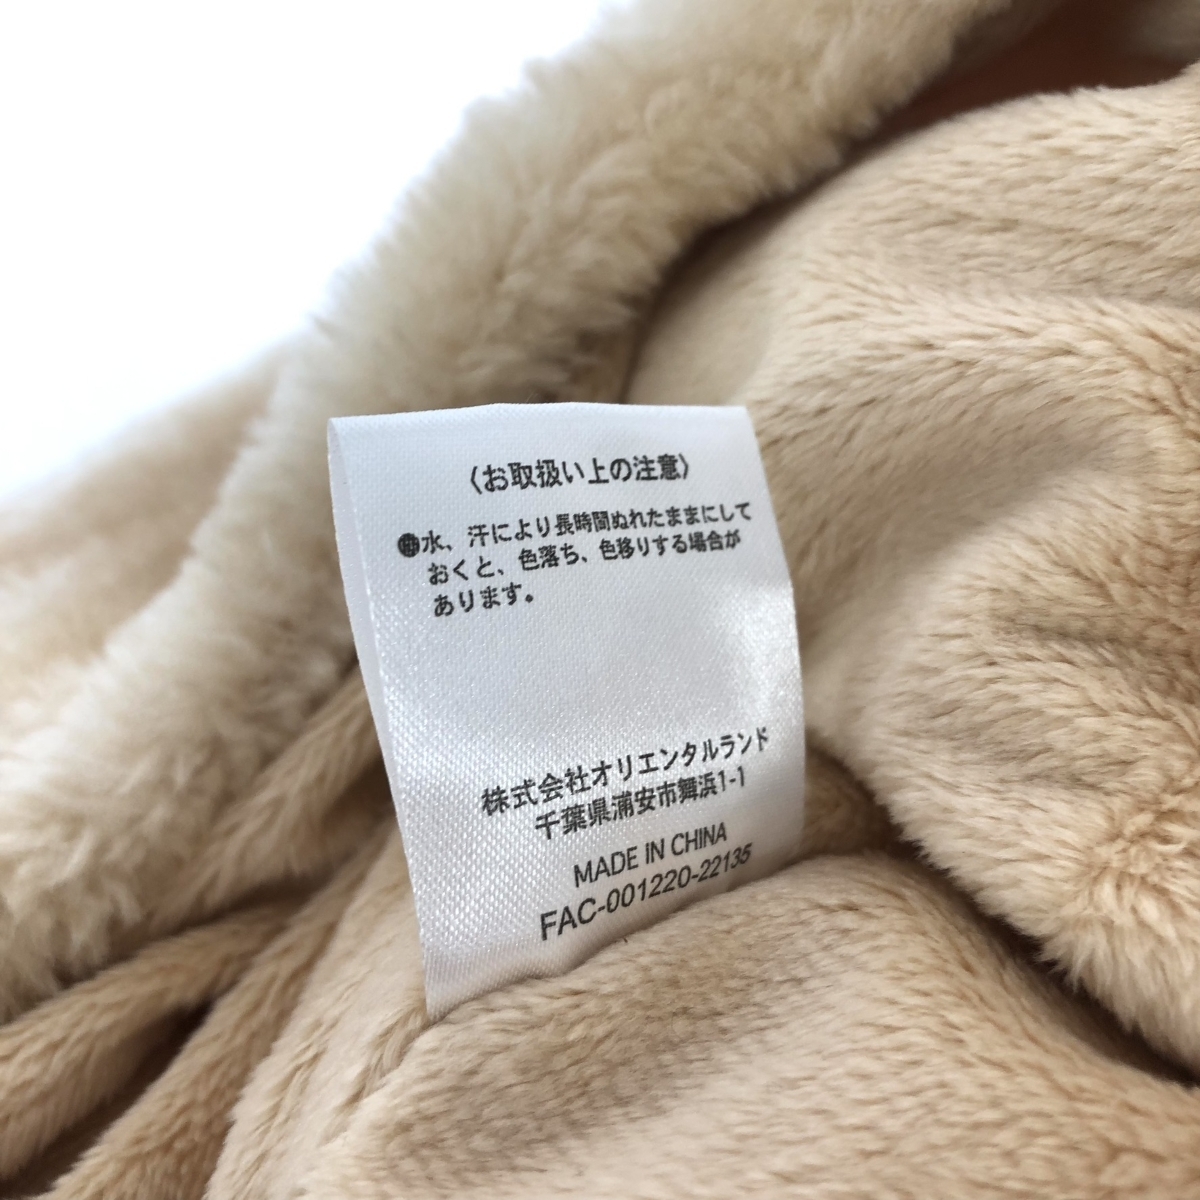 〈お取扱い上の注意〉
●水、汗により長時間ぬれたままにして
おくと、色落ち、色移りする場合が
あります。
株式会社オリエンタルランド
千葉県浦安市舞浜1-1
MADE IN CHINA
FAC-001220-22135